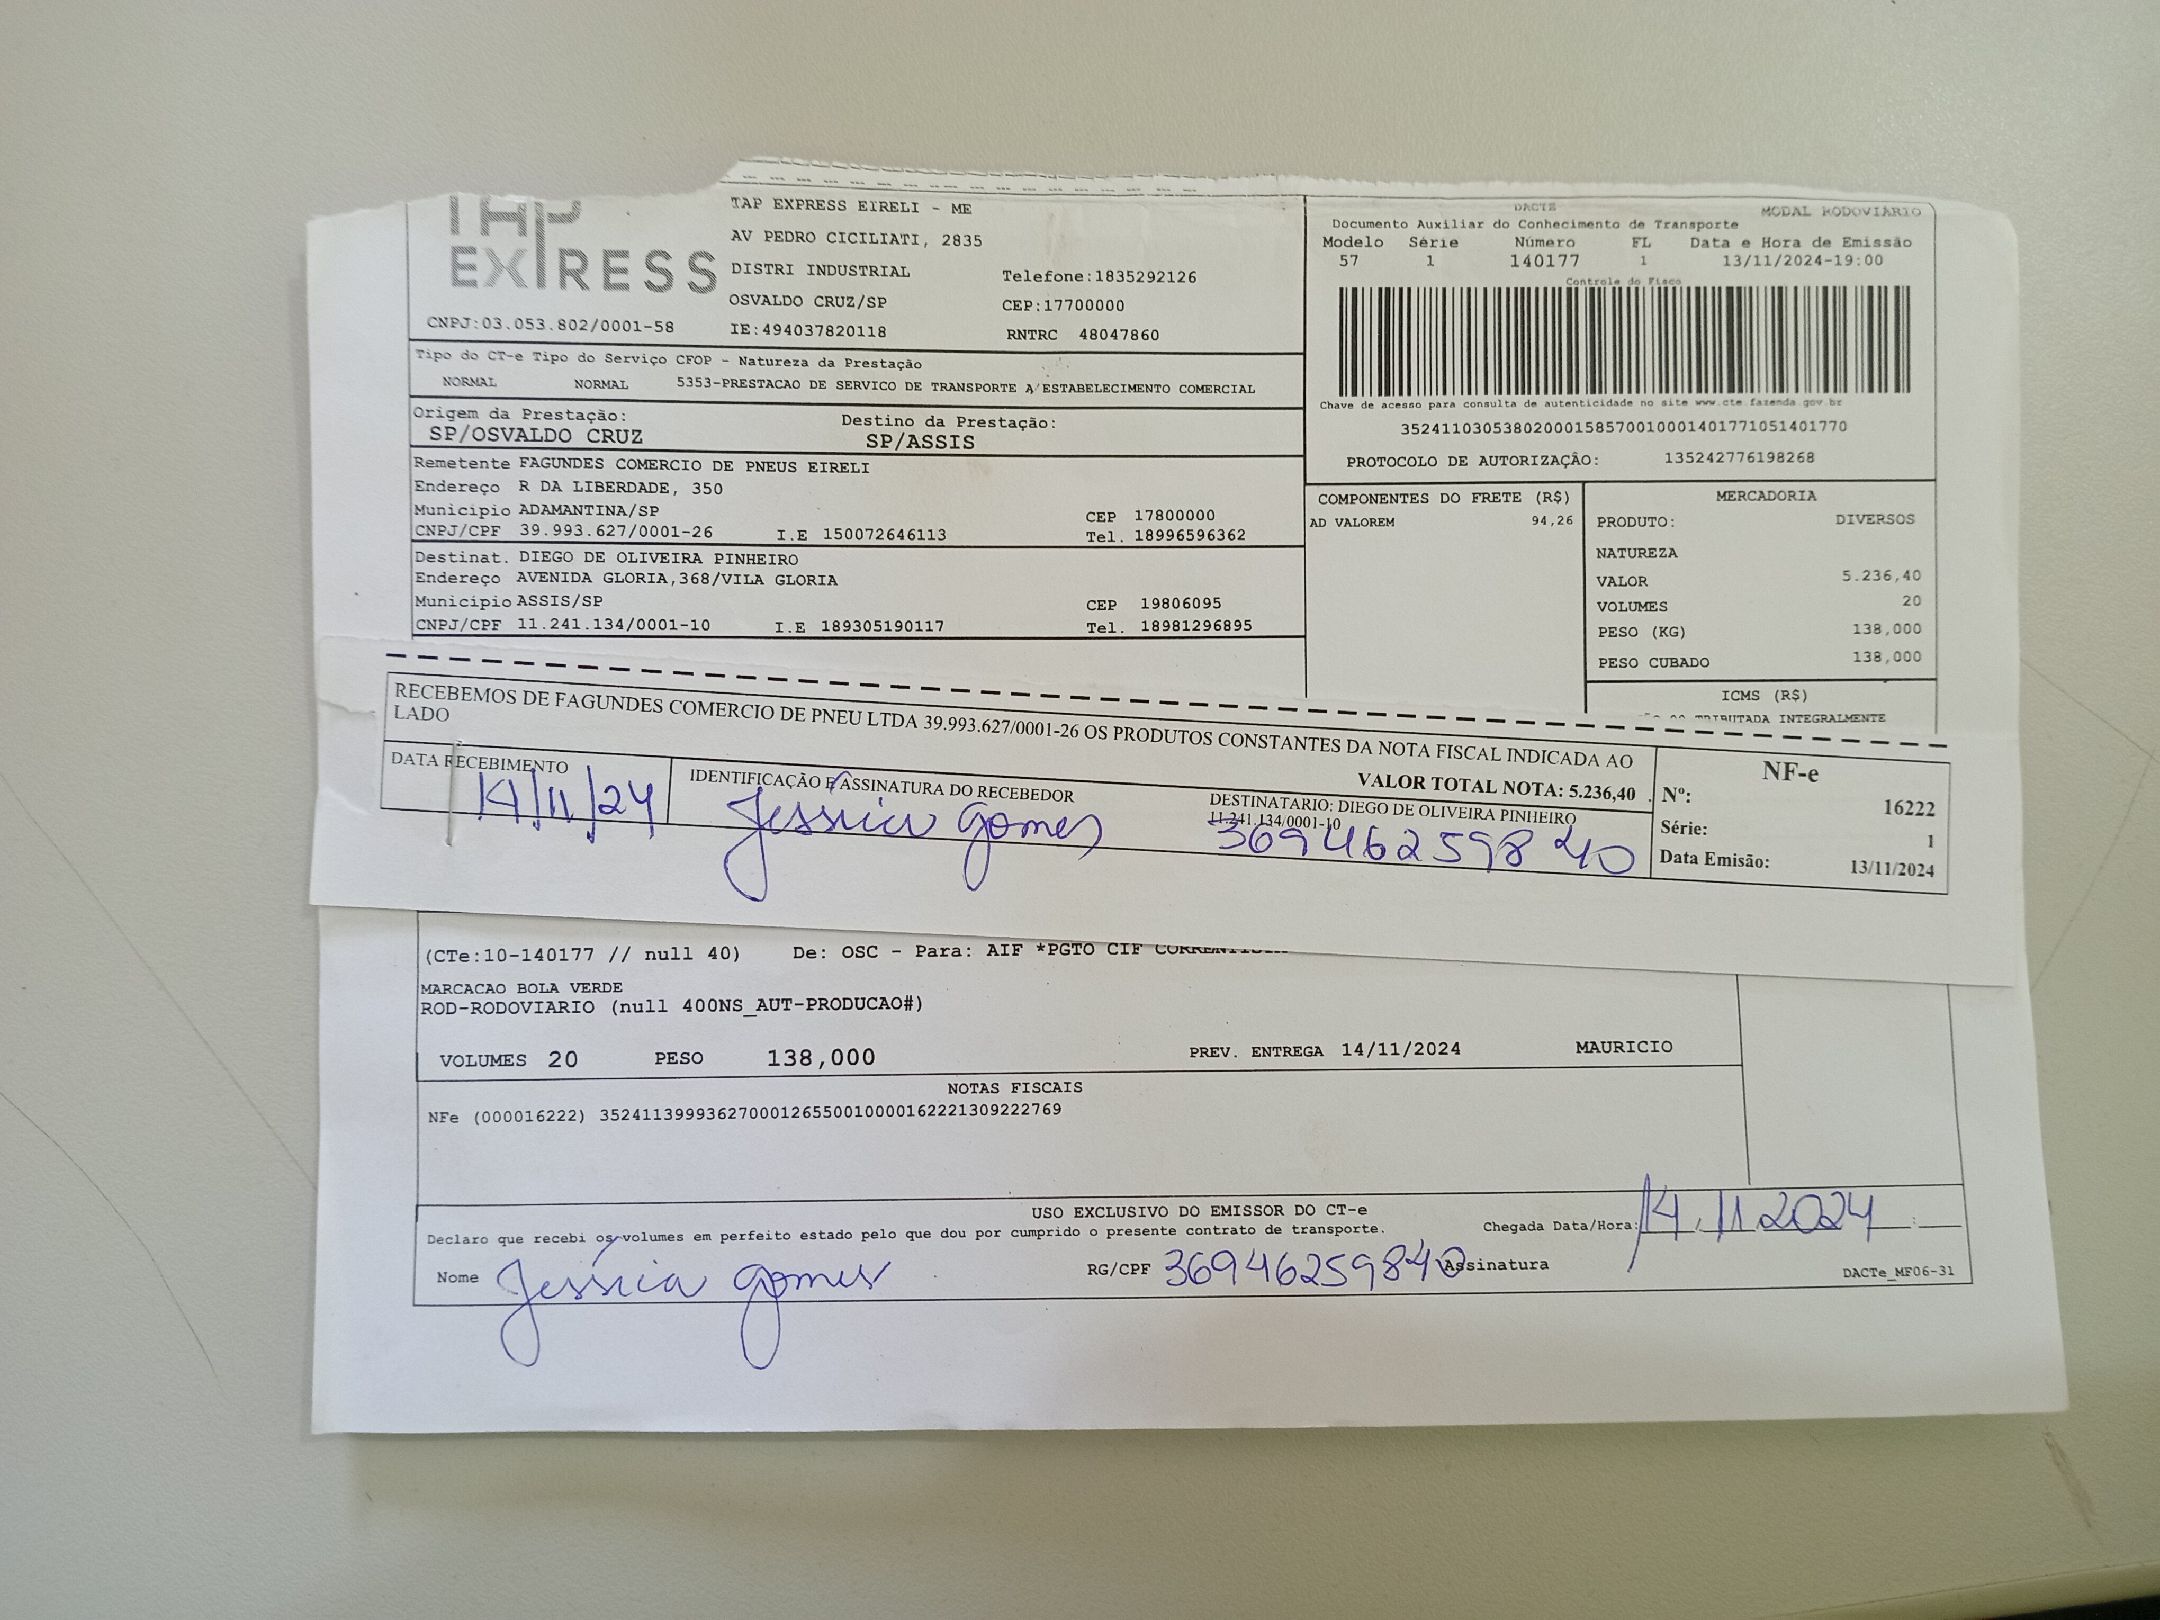 TAP
EXPRESS
CNPJ:03.053.802/0001-58
TAP EXPRESS EIRELI - ME
AV PEDRO CICILIATI, 2835
DISTRI INDUSTRIAL
Telefone:1835292126
OSVALDO CRUZ/SP
CEP:17700000
IE:494037820118
RNTRC 48047860
DACTE
MODAL RODOVIÁRIO
Documento Auxiliar do Conhecimento de Transporte
Modelo Série Número FL Data e Hora de Emissão
57 1 140177 1 13/11/2024-19:00
Controle do Fisco
Chave de acesso para consulta de autenticidade no site www.cte.fazenda.gov.br
35241103053802000158570010001401771051401770
PROTOCOLO DE AUTORIZAÇÃO: 135242776198268
Tipo do CT-e Tipo do Serviço CFOP - Natureza da Prestação
NORMAL NORMAL 5353-PRESTACAO DE SERVICO DE TRANSPORTE A ESTABELECIMENTO COMERCIAL
Origem da Prestação: Destino da Prestação:
SP/OSVALDO CRUZ SP/ASSIS
Remetente FAGUNDES COMERCIO DE PNEUS EIRELI
Endereço R DA LIBERDADE, 350
Municipio ADAMANTINA/SP CEP 17800000
CNPJ/CPF 39.993.627/0001-26 I.E 150072646113 Tel. 18996596362
Destinat. DIEGO DE OLIVEIRA PINHEIRO
Endereço AVENIDA GLORIA,368/VILA GLORIA
Municipio ASSIS/SP CEP 19806095
CNPJ/CPF 11.241.134/0001-10 I.E 189305190117 Tel. 18981296895
COMPONENTES DO FRETE (R$)
AD VALOREM 94,26
MERCADORIA
PRODUTO: DIVERSOS
NATUREZA
VALOR 5.236,40
VOLUMES 20
PESO (KG) 138,000
PESO CUBADO 138,000
ICMS (R$)
TRIBUTADA INTEGRALMENTE
RECEBEMOS DE FAGUNDES COMERCIO DE PNEU LTDA 39.993.627/0001-26 OS PRODUTOS CONSTANTES DA NOTA FISCAL INDICADA AO
LADO
VALOR TOTAL NOTA: 5.236,40
DATA RECEBIMENTO
14/11/24
IDENTIFICAÇÃO E ASSINATURA DO RECEBEDOR
Jéssica Gomes
DESTINATARIO: DIEGO DE OLIVEIRA PINHEIRO
11.241.134/0001-10
36946259840
NF-e
Nº: 16222
Série: 1
Data Emissão: 13/11/2024
(CTe:10-140177 // null 40) De: OSC - Para: AIF *PGTO CIF
MARCACAO BOLA VERDE
ROD-RODOVIARIO (null 400NS_AUT-PRODUCAO#)
VOLUMES 20 PESO 138,000 PREV. ENTREGA 14/11/2024 MAURICIO
NOTAS FISCAIS
NFe (000016222) 35241139993627000126550010000162221309222769
USO EXCLUSIVO DO EMISSOR DO CT-e
Declaro que recebi os volumes em perfeito estado pelo que dou por cumprido o presente contrato de transporte.
Chegada Data/Hora: 14.11.2024 __:__
Nome Jéssica Gomes RG/CPF 36946259840 Assinatura
DACTe_MF06-31